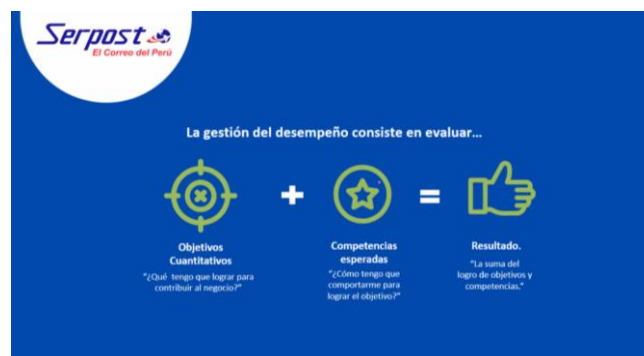 Serpost
El Correo del Perú
La gestión del desempeño consiste en evaluar...
+
=
Objetivos
Cuantitativos
"¿Qué tengo que lograr para
contribuir al negocio?"
Competencias
esperadas
"¿Cómo tengo que
comportarme para
lograr el objetivo?"
Resultado.
"La suma del
logro de objetivos y
competencias."